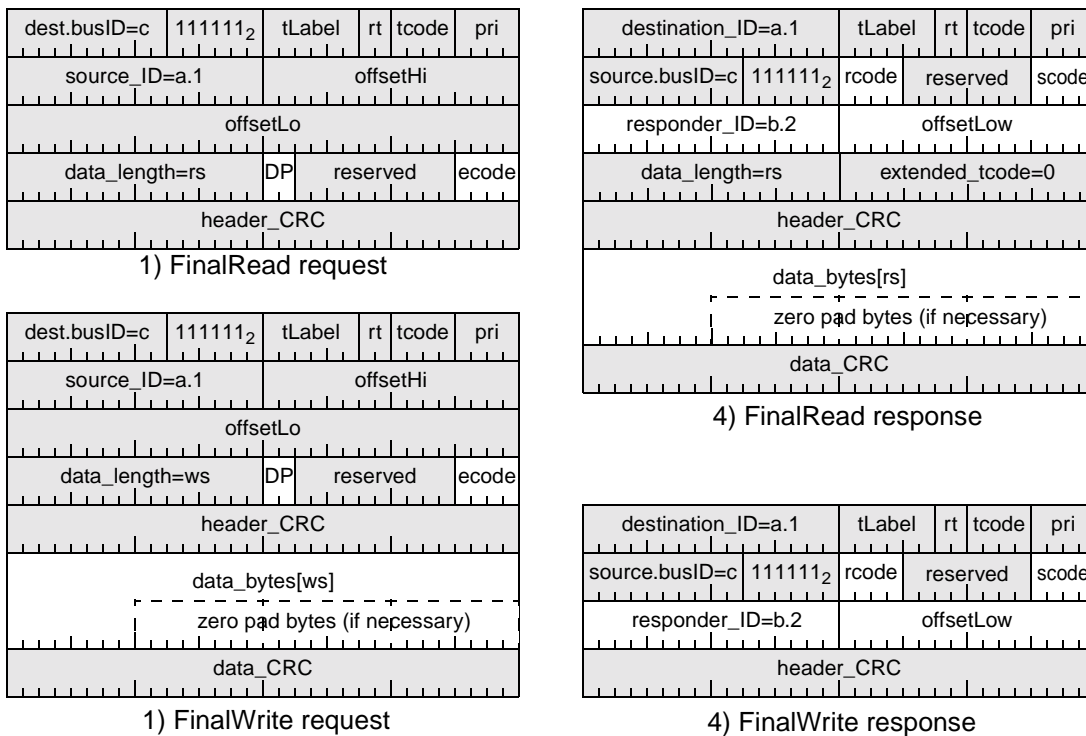 dest.busID=c 111111₂ tLabel rt tcode pri
source_ID=a.1 offsetHi
offsetLo
data_length=rs DP reserved ecode
header_CRC
1) FinalRead request
dest.busID=c 111111₂ tLabel rt tcode pri
source_ID=a.1 offsetHi
offsetLo
data_length=ws DP reserved ecode
header_CRC
data_bytes[ws]
zero pad bytes (if necessary)
data_CRC
1) FinalWrite request
destination_ID=a.1 tLabel rt tcode pri
source.busID=c 111111₂ rcode reserved scode
responder_ID=b.2 offsetLow
data_length=rs extended_tcode=0
header_CRC
data_bytes[rs]
zero pad bytes (if necessary)
data_CRC
4) FinalRead response
destination_ID=a.1 tLabel rt tcode pri
source.busID=c 111111₂ rcode reserved scode
responder_ID=b.2 offsetLow
header_CRC
4) FinalWrite response